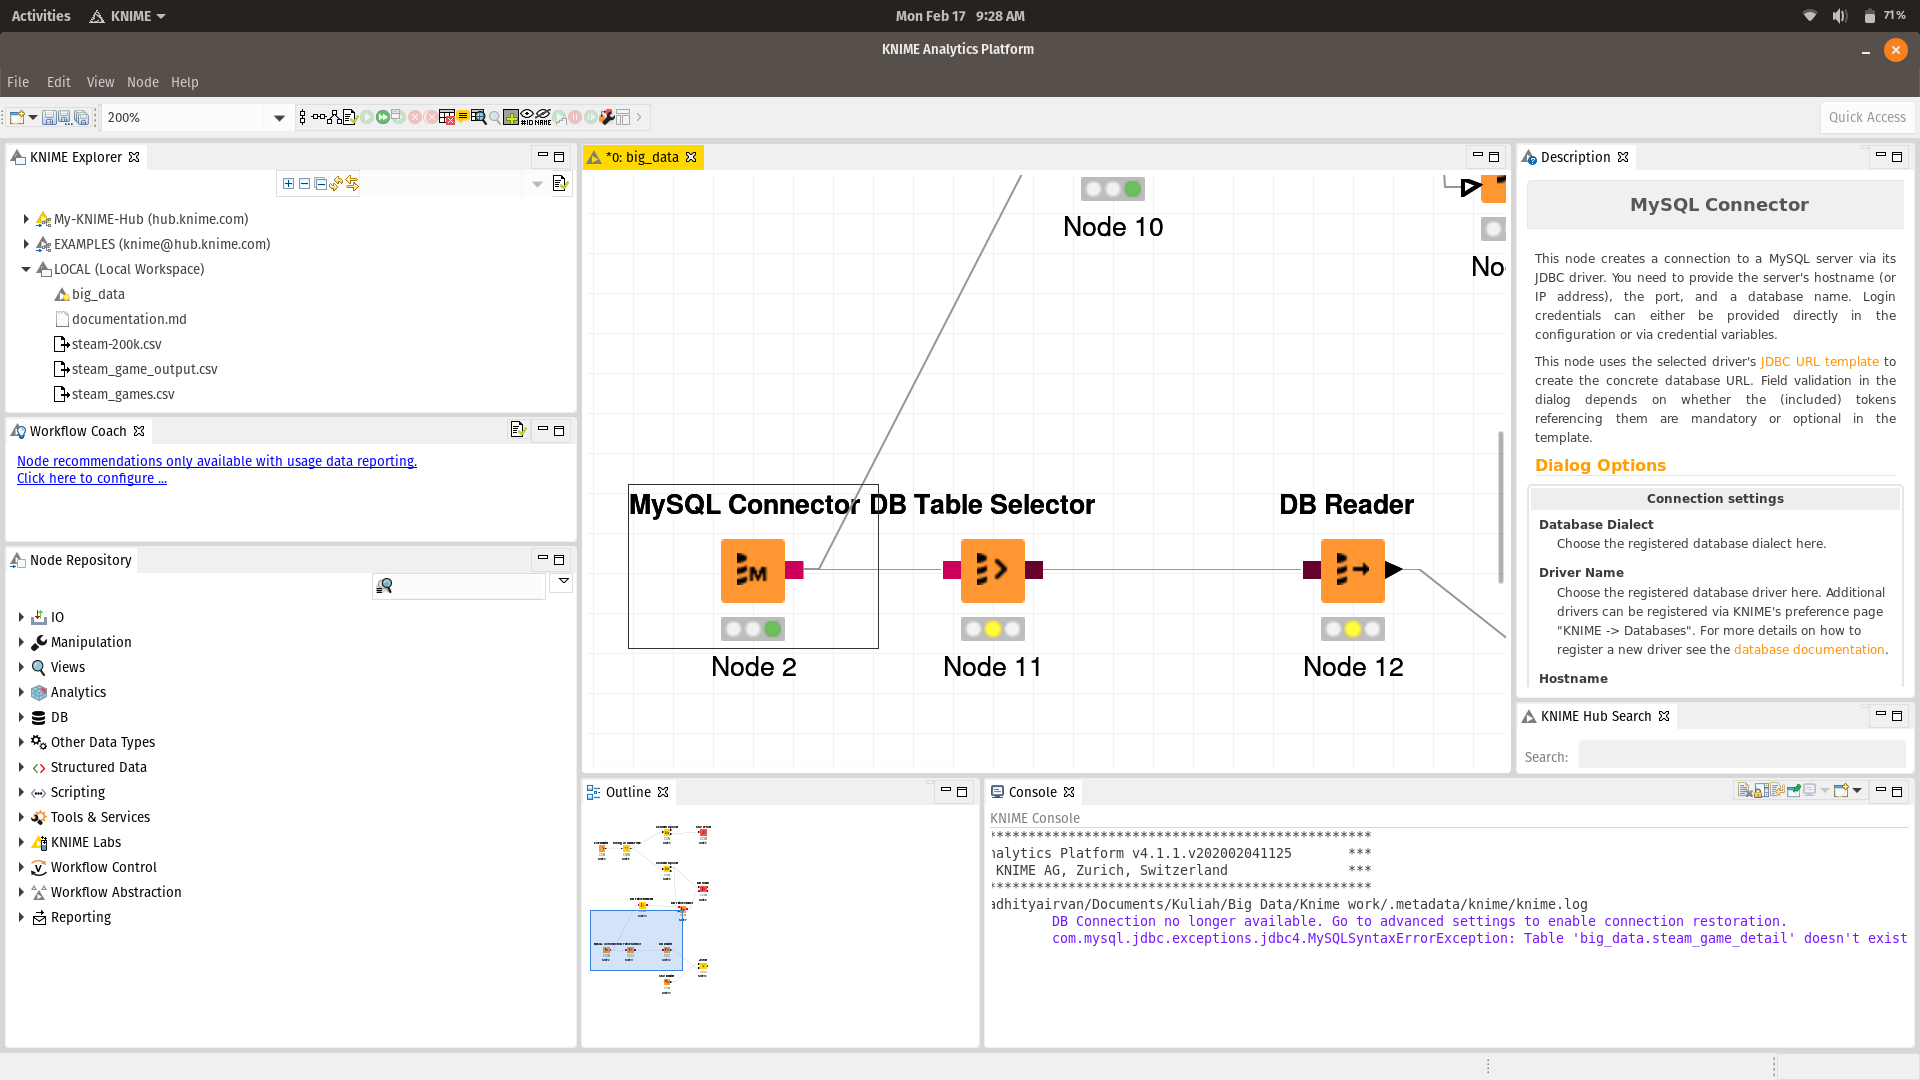 Activities KNIME Mon Feb 17 9:28 AM 71%
KNIME Analytics Platform
File Edit View Node Help
200% Quick Access
KNIME Explorer
My-KNIME-Hub (hub.knime.com)
EXAMPLES (knime@hub.knime.com)
LOCAL (Local Workspace)
big_data
documentation.md
steam-200k.csv
steam_game_output.csv
steam_games.csv
Workflow Coach
Node recommendations only available with usage data reporting.
Click here to configure ...
Node Repository
IO
Manipulation
Views
Analytics
DB
Other Data Types
Structured Data
Scripting
Tools & Services
KNIME Labs
Workflow Control
Workflow Abstraction
Reporting
*0: big_data
Node 10
No
MySQL Connector DB Table Selector DB Reader
Node 2 Node 11 Node 12
Description
MySQL Connector
This node creates a connection to a MySQL server via its
JDBC driver. You need to provide the server's hostname (or
IP address), the port, and a database name. Login
credentials can either be provided directly in the
configuration or via credential variables.
This node uses the selected driver's JDBC URL template to
create the concrete database URL. Field validation in the
dialog depends on whether the (included) tokens
referencing them are mandatory or optional in the
template.
Dialog Options
Connection settings
Database Dialect
Choose the registered database dialect here.
Driver Name
Choose the registered database driver here. Additional
drivers can be registered via KNIME's preference page
"KNIME -> Databases". For more details on how to
register a new driver see the database documentation.
Hostname
KNIME Hub Search
Search:
Outline
Console
KNIME Console
***********************************************
nalytics Platform v4.1.1.v202002041125 ***
KNIME AG, Zurich, Switzerland ***
***********************************************
adhityairvan/Documents/Kuliah/Big Data/Knime work/.metadata/knime/knime.log
DB Connection no longer available. Go to advanced settings to enable connection restoration.
com.mysql.jdbc.exceptions.jdbc4.MySQLSyntaxErrorException: Table 'big_data.steam_game_detail' doesn't exist